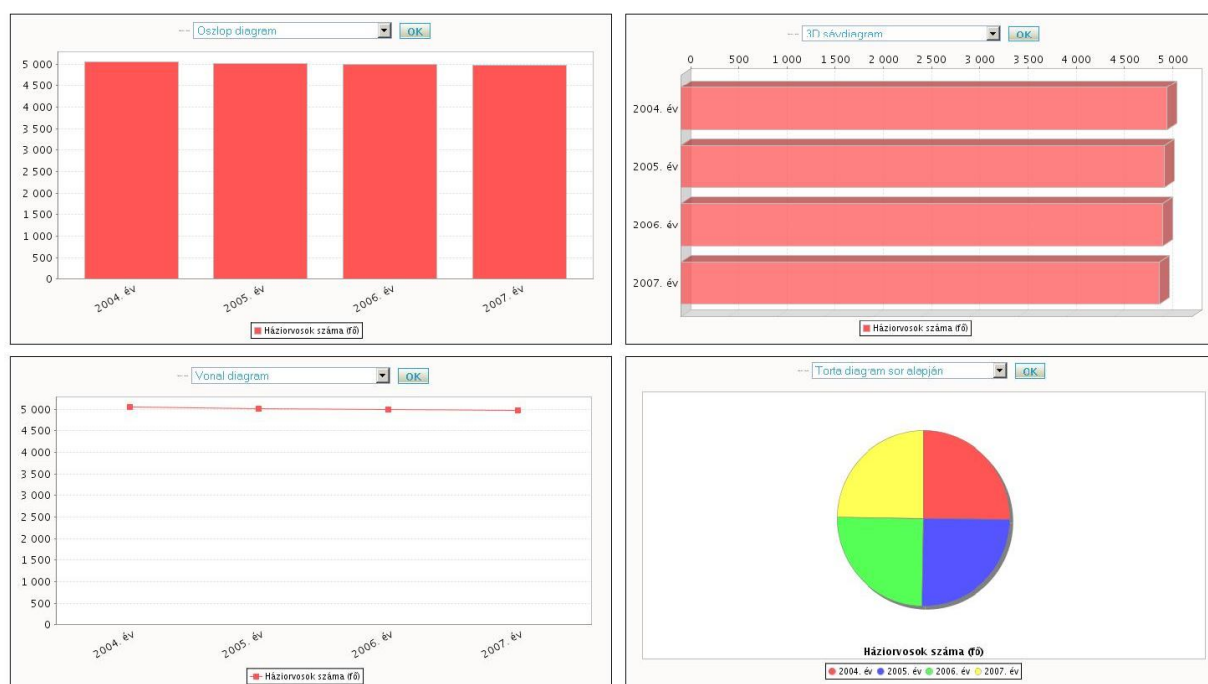 --- Oszlop diagram OK
5 000
4 500
4 000
3 500
3 000
2 500
2 000
1 500
1 000
500
0
2004. év 2005. év 2006. év 2007. év
Háziorvosok száma (fő)
--- 3D sávdiagram OK
0 500 1 000 1 500 2 000 2 500 3 000 3 500 4 000 4 500 5 000
2004. év
2005. év
2006. év
2007. év
Háziorvosok száma (fő)
--- Vonal diagram OK
5 000
4 500
4 000
3 500
3 000
2 500
2 000
1 500
1 000
500
0
2004. év 2005. év 2006. év 2007. év
Háziorvosok száma (fő)
--- Torta diagram sor alapján OK
Háziorvosok száma (fő)
2004. év 2005. év 2006. év 2007. év